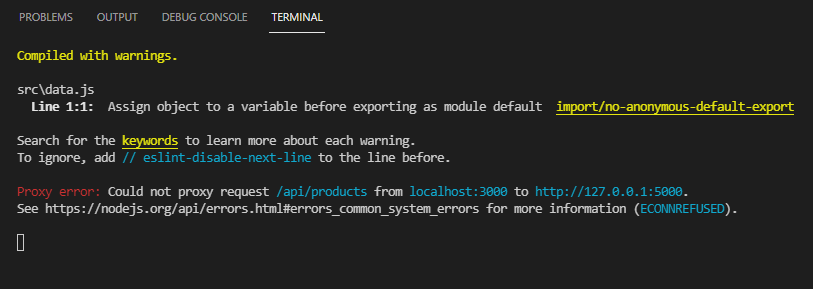 PROBLEMS OUTPUT DEBUG CONSOLE TERMINAL
Compiled with warnings.
src\data.js
Line 1:1: Assign object to a variable before exporting as module default import/no-anonymous-default-export
Search for the keywords to learn more about each warning.
To ignore, add // eslint-disable-next-line to the line before.
Proxy error: Could not proxy request /api/products from localhost:3000 to http://127.0.0.1:5000.
See https://nodejs.org/api/errors.html#errors_common_system_errors for more information (ECONNREFUSED).